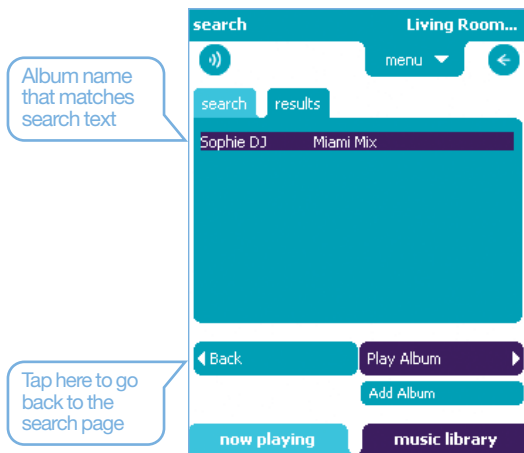 search Living Room...
menu
Album name
that matches
search text
search results
Sophie DJ Miami Mix
Back Play Album
Tap here to go
back to the
search page
Add Album
now playing music library